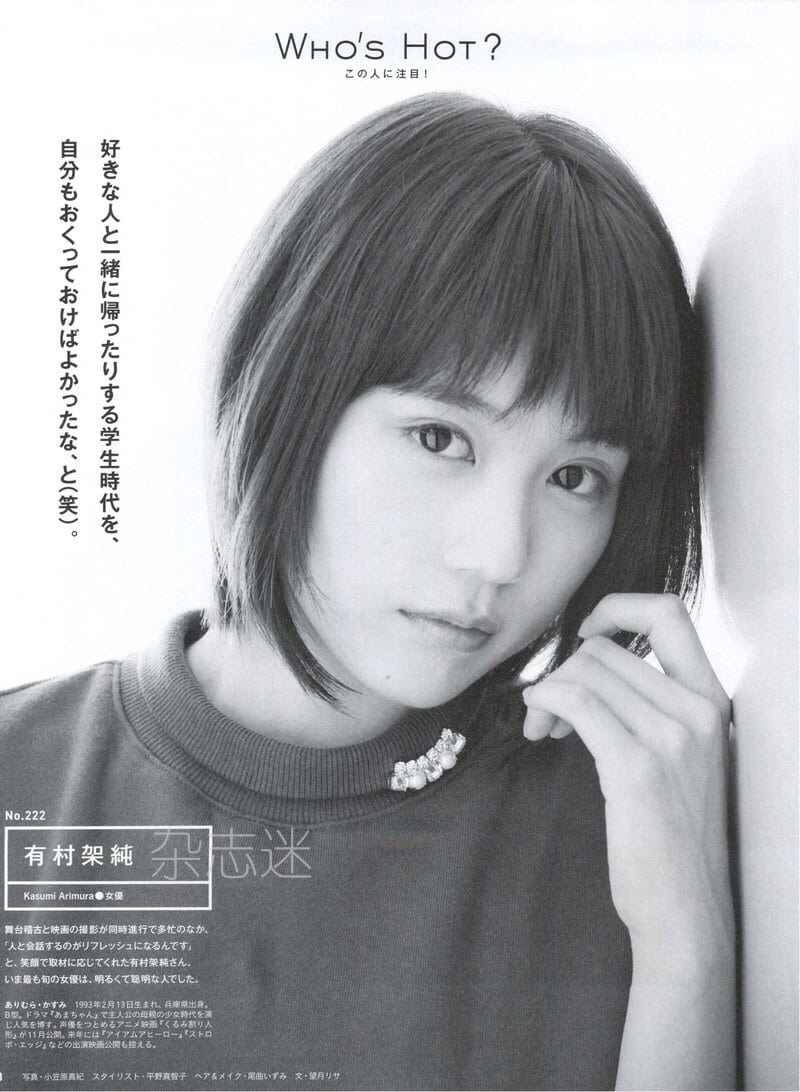 WHO'S HOT?
この人に注目！
好きな人と一緒に帰ったりする学生時代を、
自分もおくっておけばよかったな、と（笑）。
No.222
有村架純
杂志迷
Kasumi Arimura●女優
舞台稽古と映画の撮影が同時進行で多忙のなか、
「人と会話するのがリフレッシュになるんです」
と、笑顔で取材に応じてくれた有村架純さん。
いま最も旬の女優は、明るくて聡明な人でした。
ありむら・かすみ　1993年2月13日生まれ、兵庫県出身。
B型。ドラマ『あまちゃん』で主人公の母親の少女時代を演
じ人気を博す。声優をつとめるアニメ映画『くるみ割り人
形』が11月公開。来年には『アイアムアヒーロー』『ストロ
ボ・エッジ』などの出演映画公開も控える。
写真・小笠原真紀　スタイリスト・平野真智子　ヘア＆メイク・尾曲いずみ　文・望月リサ